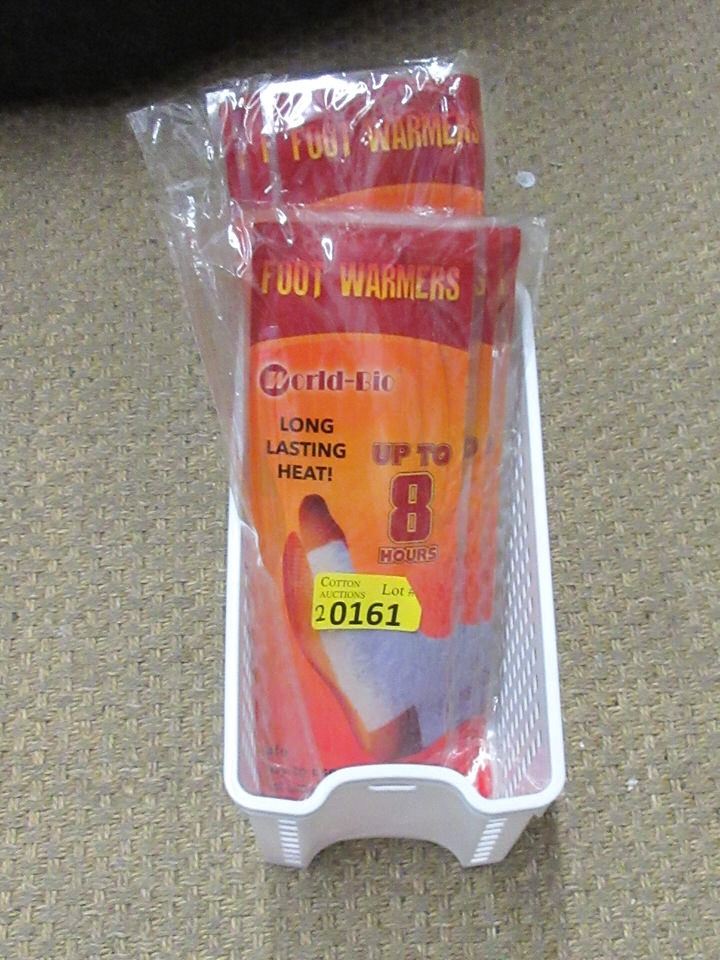 FOOT WARMERS
FOOT WARMERS
World-Bio
LONG
LASTING
HEAT!
UP TO
8
HOURS
COTTON
AUCTIONS
Lot #
20161